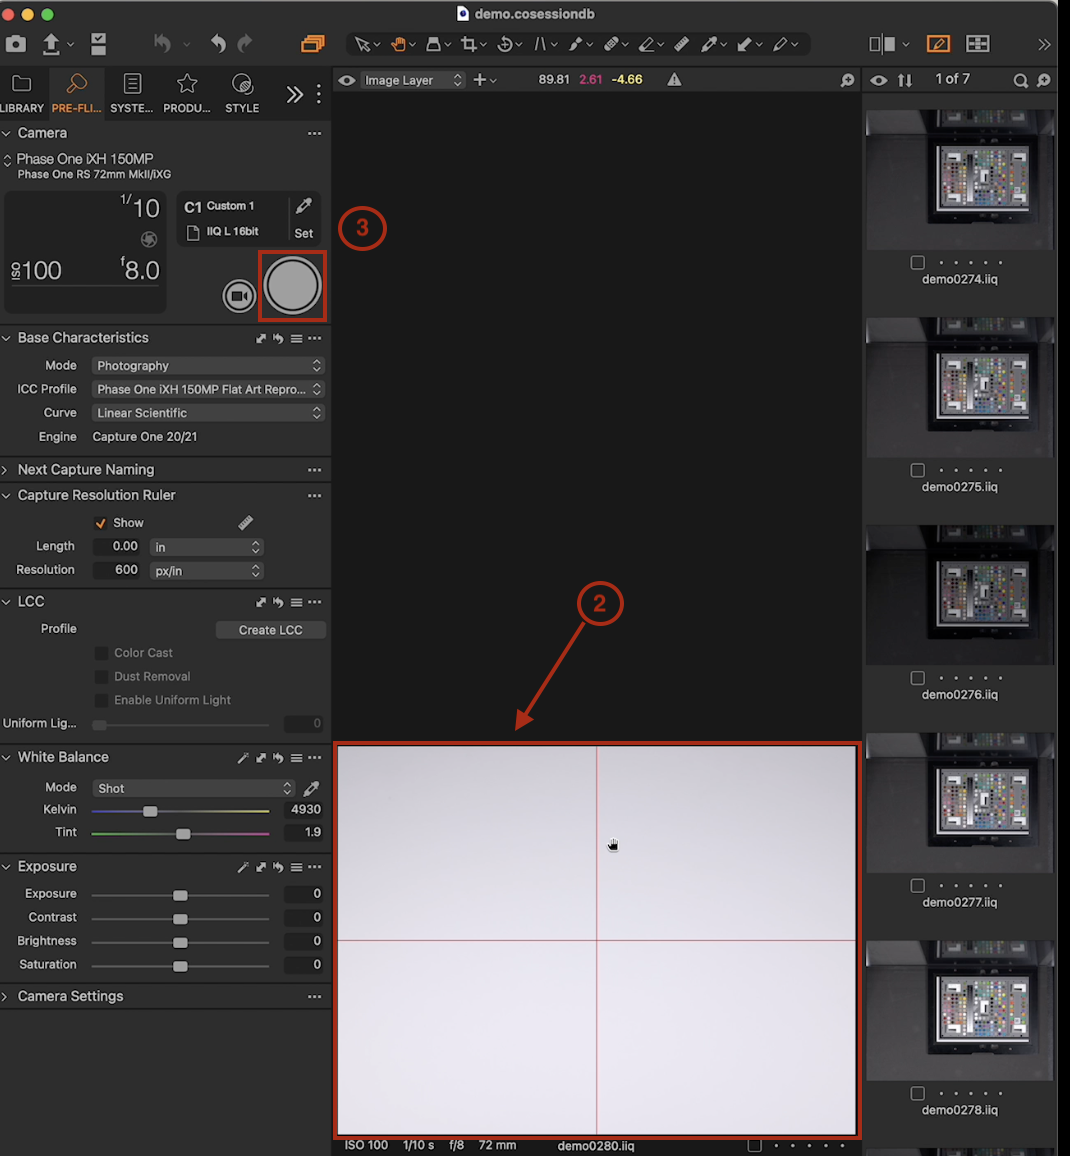 demo.cosessiondb
Image Layer
89.81 2.61 -4.66
1 of 7
LIBRARY PRE-FLI... SYSTE... PRODU... STYLE
Camera
Phase One iXH 150MP
Phase One RS 72mm MkII/iXG
1/10
C1 Custom 1
IIQ L 16bit
Set
ISO 100
f8.0
3
Base Characteristics
Mode Photography
ICC Profile Phase One iXH 150MP Flat Art Repro...
Curve Linear Scientific
Engine Capture One 20/21
Next Capture Naming
Capture Resolution Ruler
Show
Length 0.00 in
Resolution 600 px/in
LCC
Profile Create LCC
Color Cast
Dust Removal
Enable Uniform Light
Uniform Lig... 0
White Balance
Mode Shot
Kelvin 4930
Tint 1.9
Exposure
Exposure 0
Contrast 0
Brightness 0
Saturation 0
Camera Settings
2
ISO 100 1/10 s f/8 72 mm demo0280.iiq
demo0274.iiq
demo0275.iiq
demo0276.iiq
demo0277.iiq
demo0278.iiq